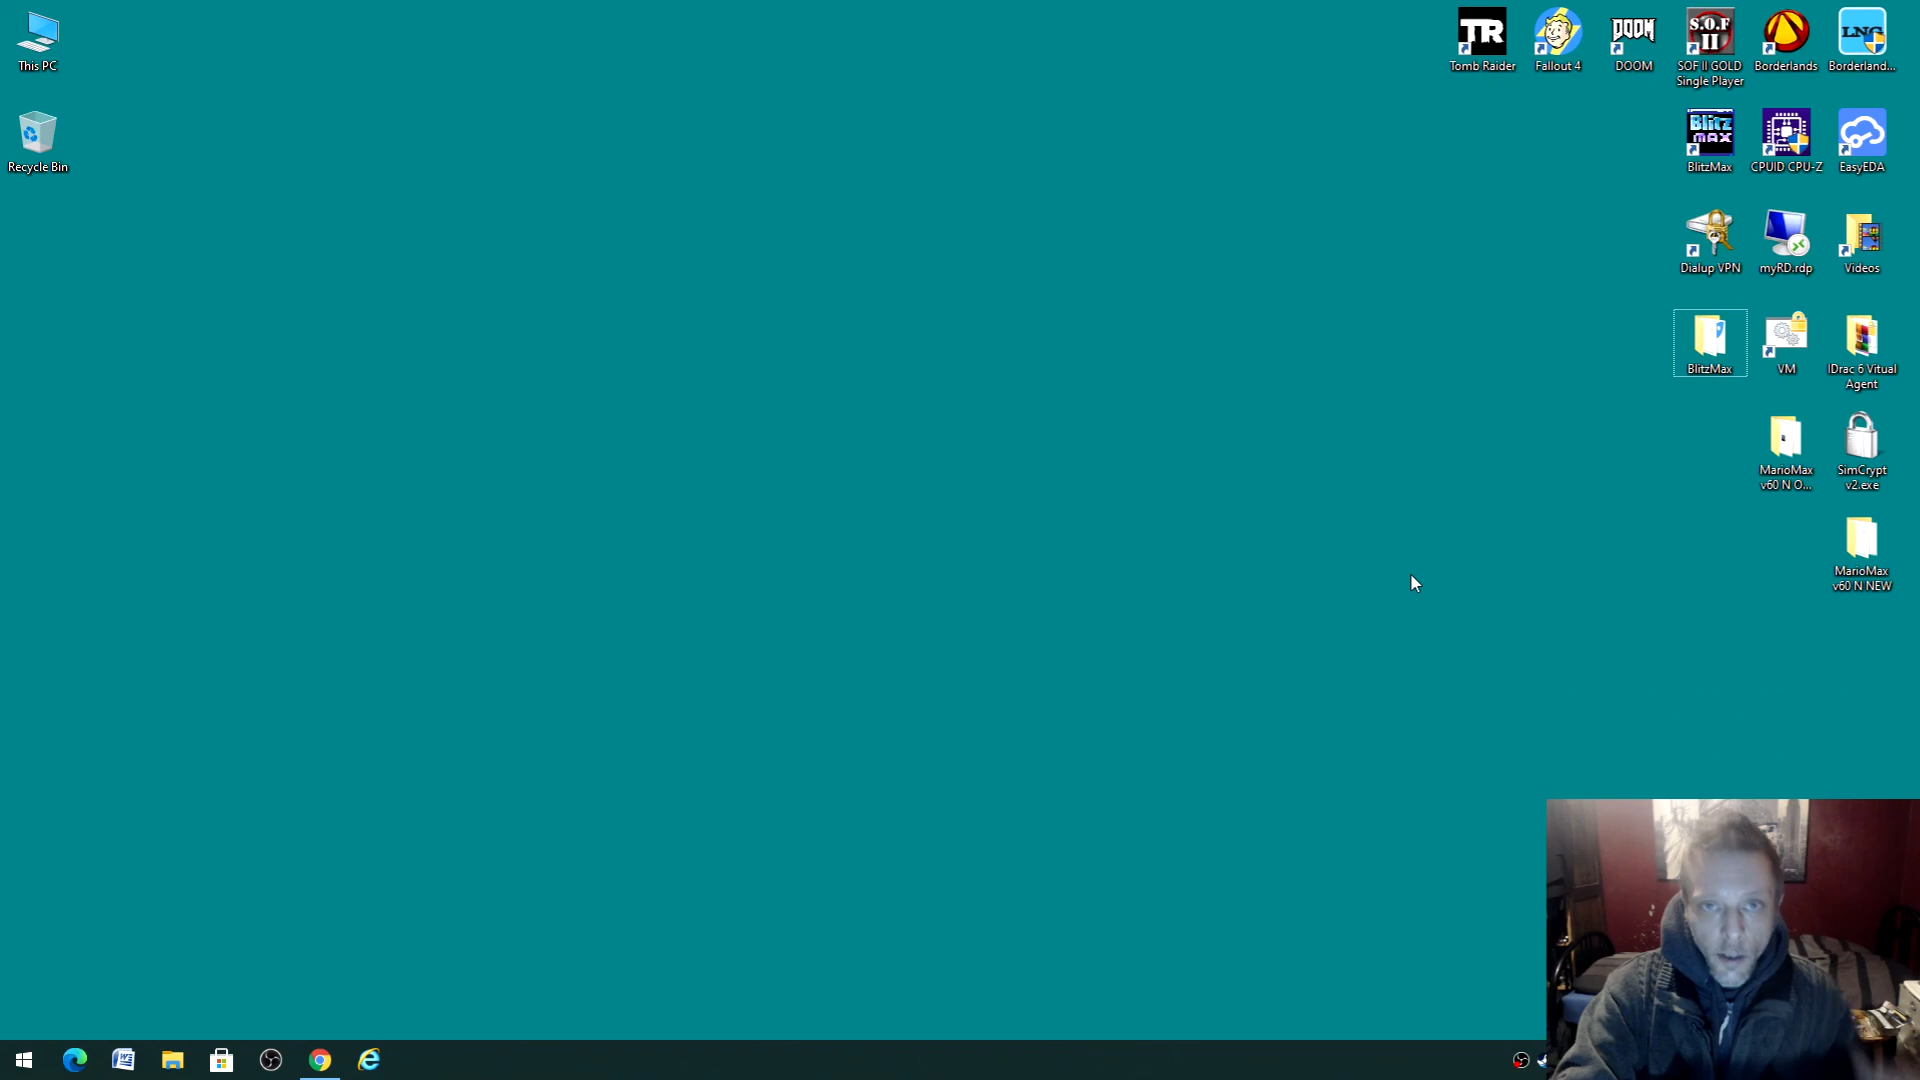 This PC
Recycle Bin
TR
Tomb Raider
Fallout 4
DOOM
DOOM
S.O.F
II
SOF II GOLD
Single Player
Borderlands
LNG
Borderland...
Blitz
MAX
BlitzMax
CPUID CPU-Z
EasyEDA
Dialup VPN
myRD.rdp
Videos
BlitzMax
VM
IDrac 6 Vitual
Agent
MarioMax
v60 N O...
SimCrypt
v2.exe
MarioMax
v60 N NEW